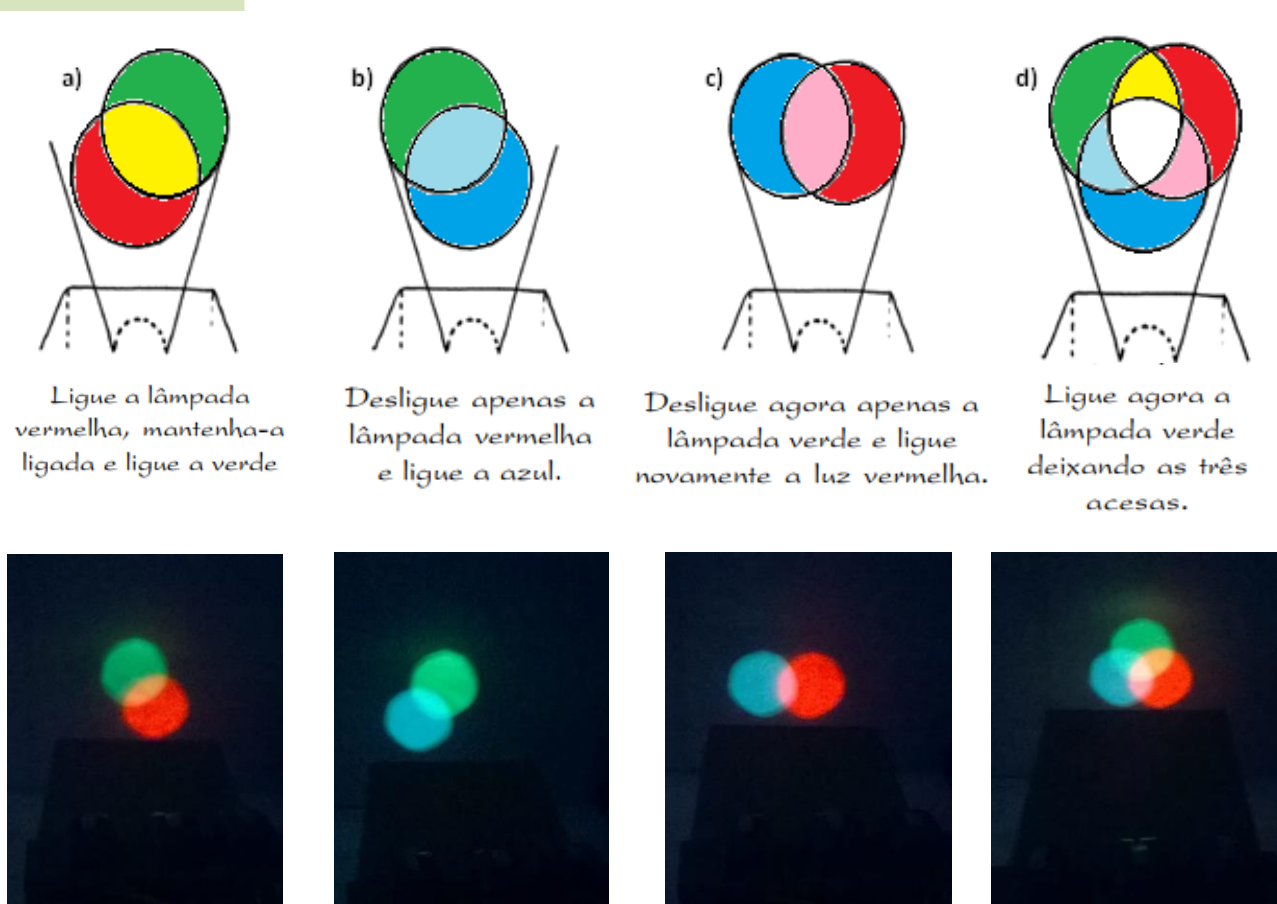 a)
b)
c)
d)
Ligue a lâmpada
vermelha, mantenha-a
ligada e ligue a verde
Desligue apenas a
lâmpada vermelha
e ligue a azul.
Desligue agora apenas a
lâmpada verde e ligue
novamente a luz vermelha.
Ligue agora a
lâmpada verde
deixando as três
acesas.